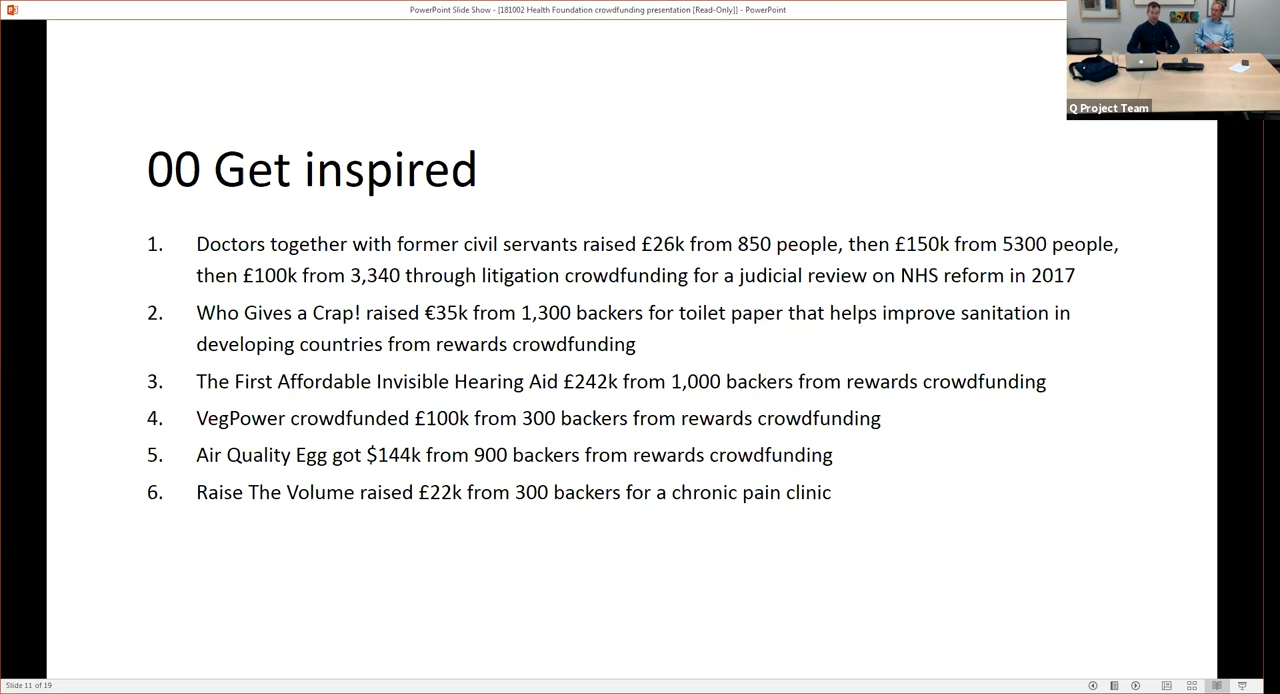 PowerPoint Slide Show - [181002 Health Foundation crowdfunding presentation [Read-Only]] - PowerPoint
Q Project Team
00 Get inspired
1. Doctors together with former civil servants raised £26k from 850 people, then £150k from 5300 people,
then £100k from 3,340 through litigation crowdfunding for a judicial review on NHS reform in 2017
2. Who Gives a Crap! raised €35k from 1,300 backers for toilet paper that helps improve sanitation in
developing countries from rewards crowdfunding
3. The First Affordable Invisible Hearing Aid £242k from 1,000 backers from rewards crowdfunding
4. VegPower crowdfunded £100k from 300 backers from rewards crowdfunding
5. Air Quality Egg got $144k from 900 backers from rewards crowdfunding
6. Raise The Volume raised £22k from 300 backers for a chronic pain clinic
Slide 11 of 19